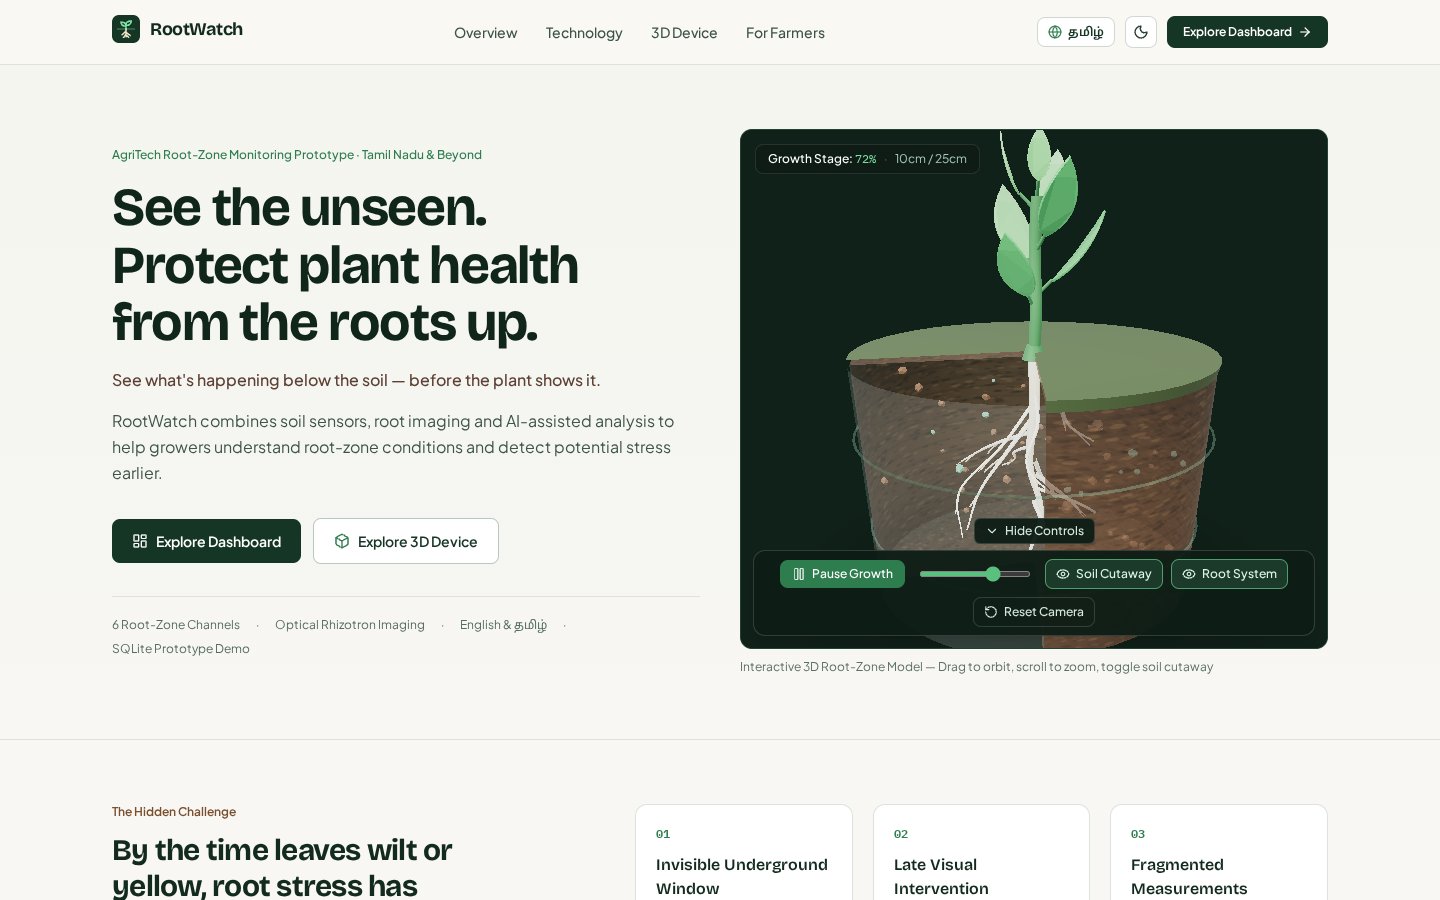 RootWatch
Overview
Technology
3D Device
For Farmers
தமிழ்
Explore Dashboard
AgriTech Root-Zone Monitoring Prototype · Tamil Nadu & Beyond
See the unseen.
Protect plant health
from the roots up.
See what's happening below the soil — before the plant shows it.
RootWatch combines soil sensors, root imaging and AI-assisted analysis to
help growers understand root-zone conditions and detect potential stress
earlier.
Explore Dashboard
Explore 3D Device
6 Root-Zone Channels · Optical Rhizotron Imaging · English & தமிழ் ·
SQLite Prototype Demo
Growth Stage: 72% · 10cm / 25cm
Hide Controls
Pause Growth
Soil Cutaway
Root System
Reset Camera
Interactive 3D Root-Zone Model — Drag to orbit, scroll to zoom, toggle soil cutaway
The Hidden Challenge
By the time leaves wilt or
yellow, root stress has
01
Invisible Underground
Window
02
Late Visual
Intervention
03
Fragmented
Measurements